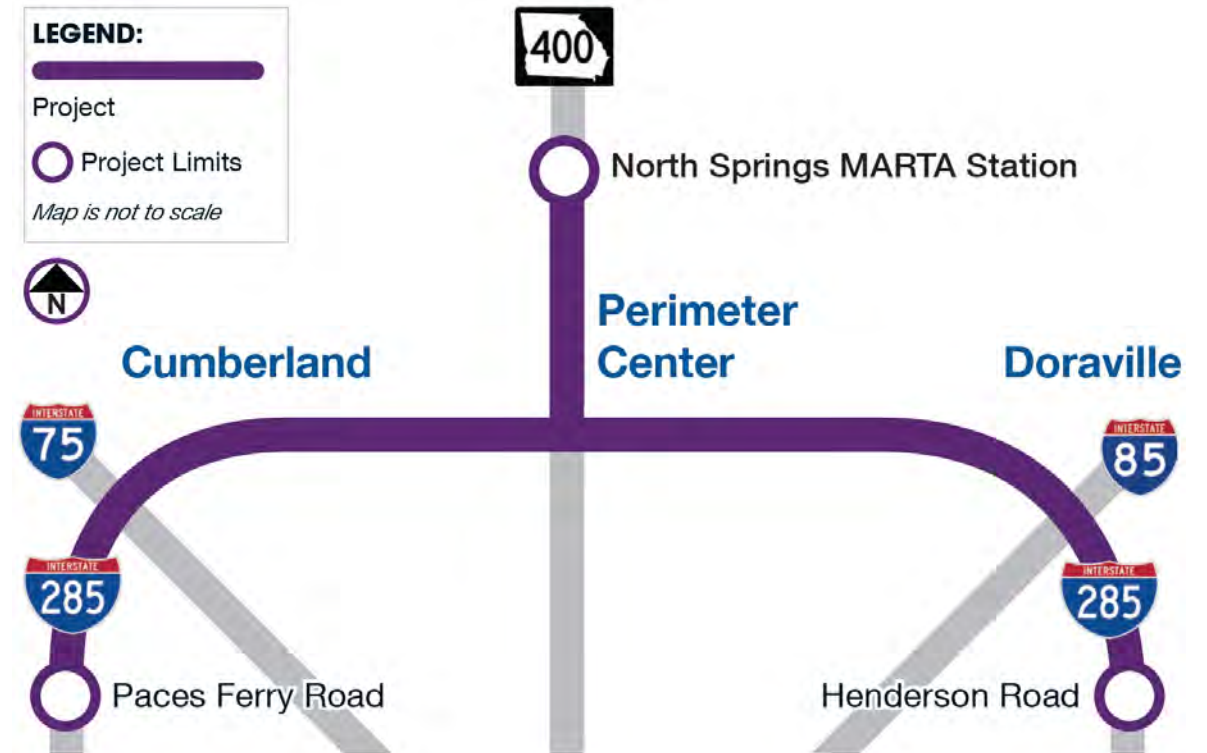 LEGEND:
Project
Project Limits
Map is not to scale
N
400
North Springs MARTA Station
Perimeter
Center
Cumberland
Doraville
INTERSTATE
75
INTERSTATE
85
INTERSTATE
285
INTERSTATE
285
Paces Ferry Road
Henderson Road